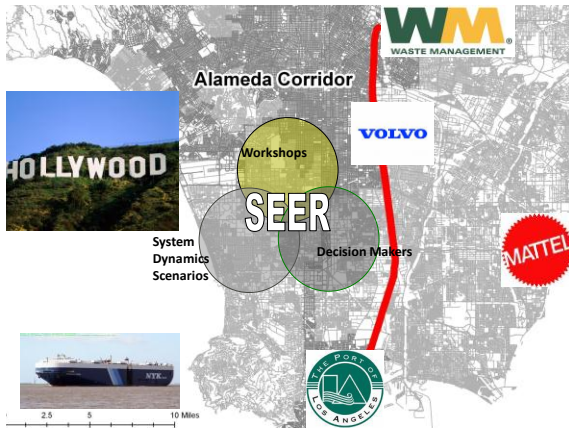 WM
WASTE MANAGEMENT
Alameda Corridor
VOLVO
HOLLYWOOD
Workshops
SEER
System
Dynamics
Scenarios
Decision Makers
MATTEL
NYK
THE PORT OF
LOS ANGELES
2.5 5 10 Miles